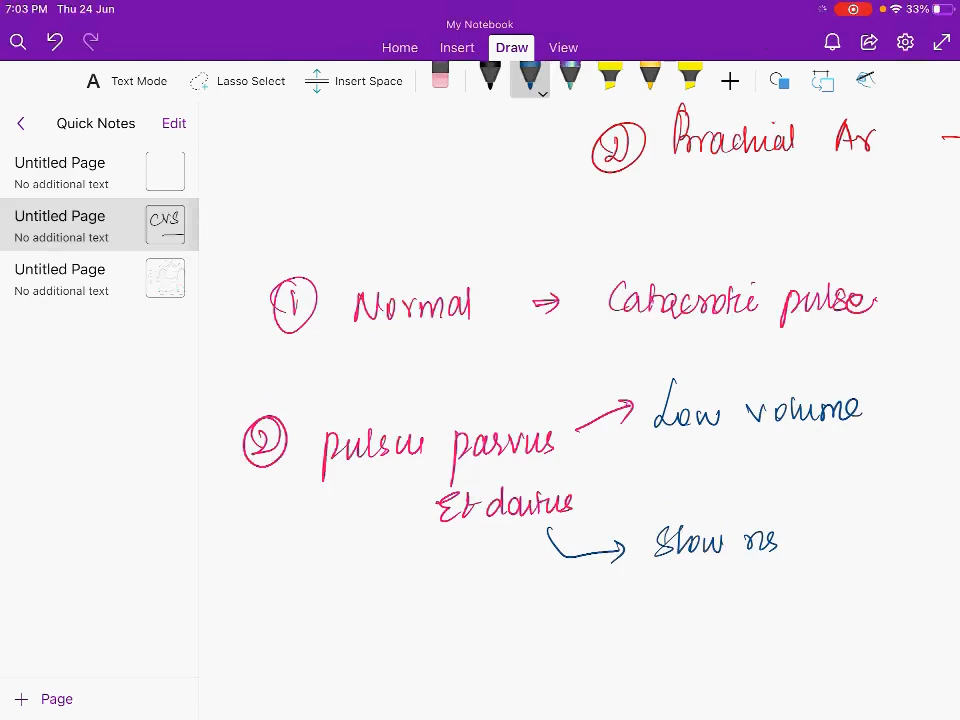 7:03 PM Thu 24 Jun
33%
My Notebook
Home Insert Draw View
Text Mode Lasso Select Insert Space
Quick Notes Edit
Untitled Page
No additional text
Untitled Page
No additional text
CNS
Untitled Page
No additional text
② Brachial Ar
① Normal ⇒ Catacrotic pulse
② pulsus parvus → Low volume
Et
→ Slow ris
+ Page